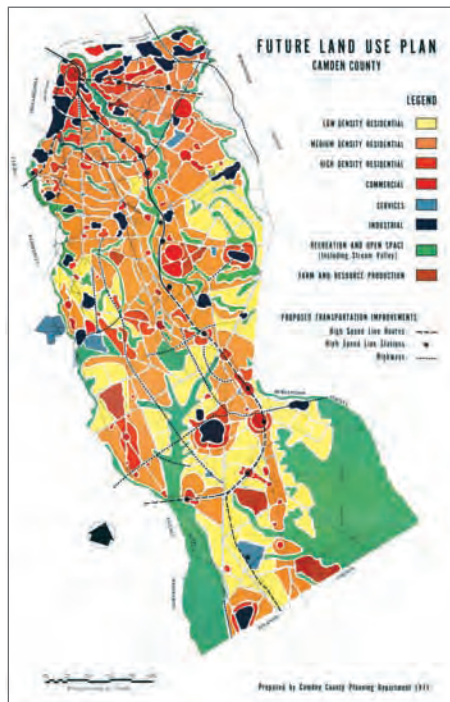 FUTURE LAND USE PLAN
CAMDEN COUNTY
LEGEND
LOW DENSITY RESIDENTIAL
MEDIUM DENSITY RESIDENTIAL
HIGH DENSITY RESIDENTIAL
COMMERCIAL
SERVICES
INDUSTRIAL
RECREATION AND OPEN SPACE
(Including Stream Valley)
FARM AND RESOURCE PRODUCTION
PROPOSED TRANSPORTATION IMPROVEMENTS
High Speed Line Routes
High Speed Line Stations
Highways
Prepared by Camden County Planning Department